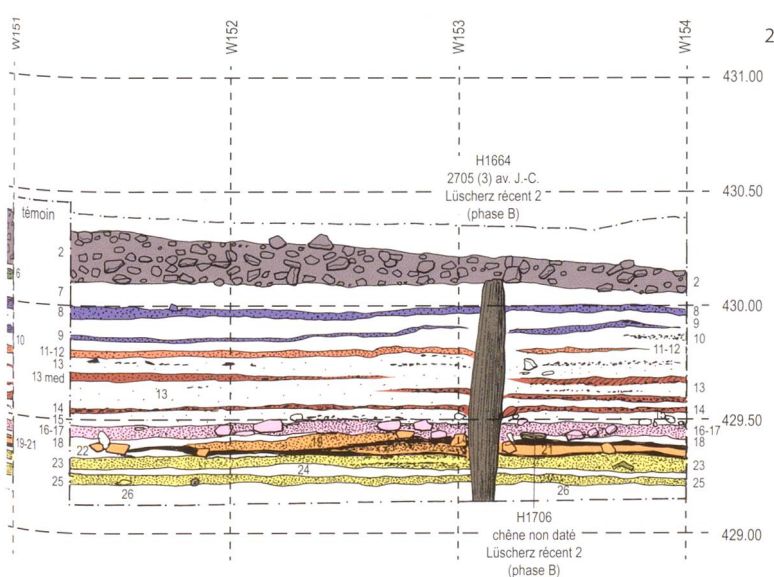 W151
W152
W153
W154
2
431.00
H1664
2705 (3) av. J.-C.
Lüscherz récent 2
(phase B)
430.50
témoin
2
2
6
7
430.00
8
8
9
9
10
10
11-12
11-12
13
13 med
13
13
14
14
15
429.50
16-17
16-17
19-21
18
18
19
21
22
23
23
24
25
25
26
26
H1706
chêne non daté
Lüscherz récent 2
(phase B)
429.00